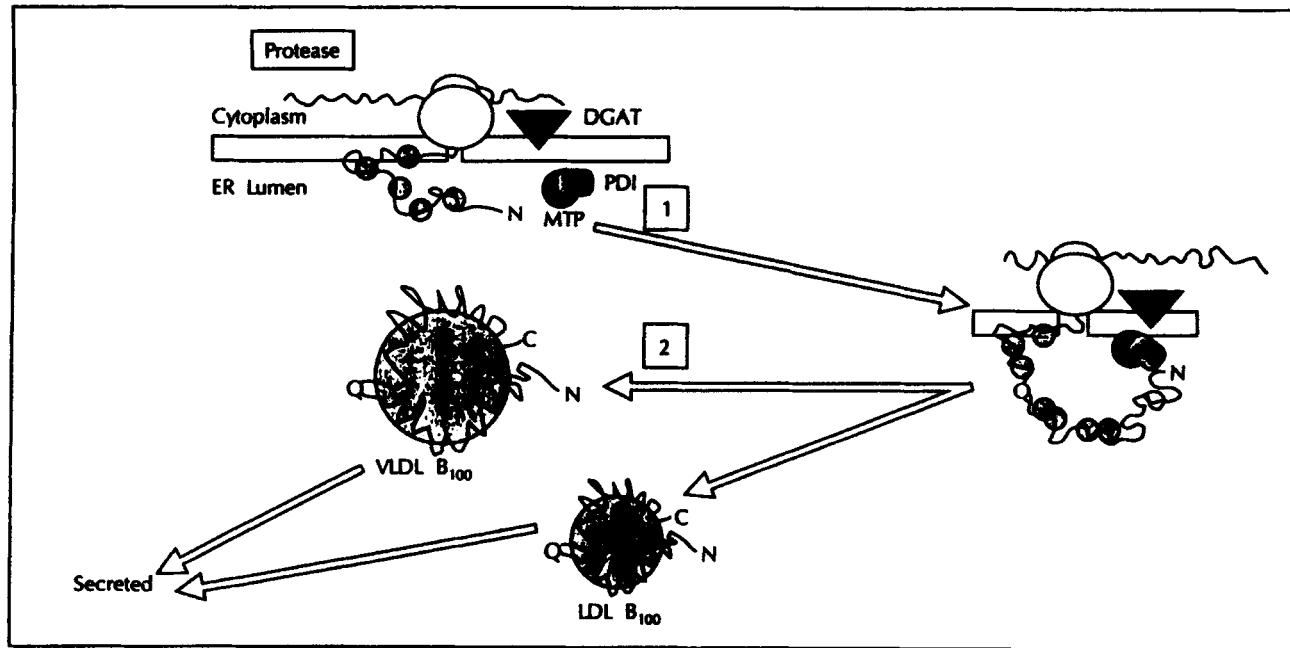 Protease
Cytoplasm
DGAT
ER Lumen
PDI
N
MTP
1
2
C
N
N
VLDL B₁₀₀
C
N
Secreted
LDL B₁₀₀